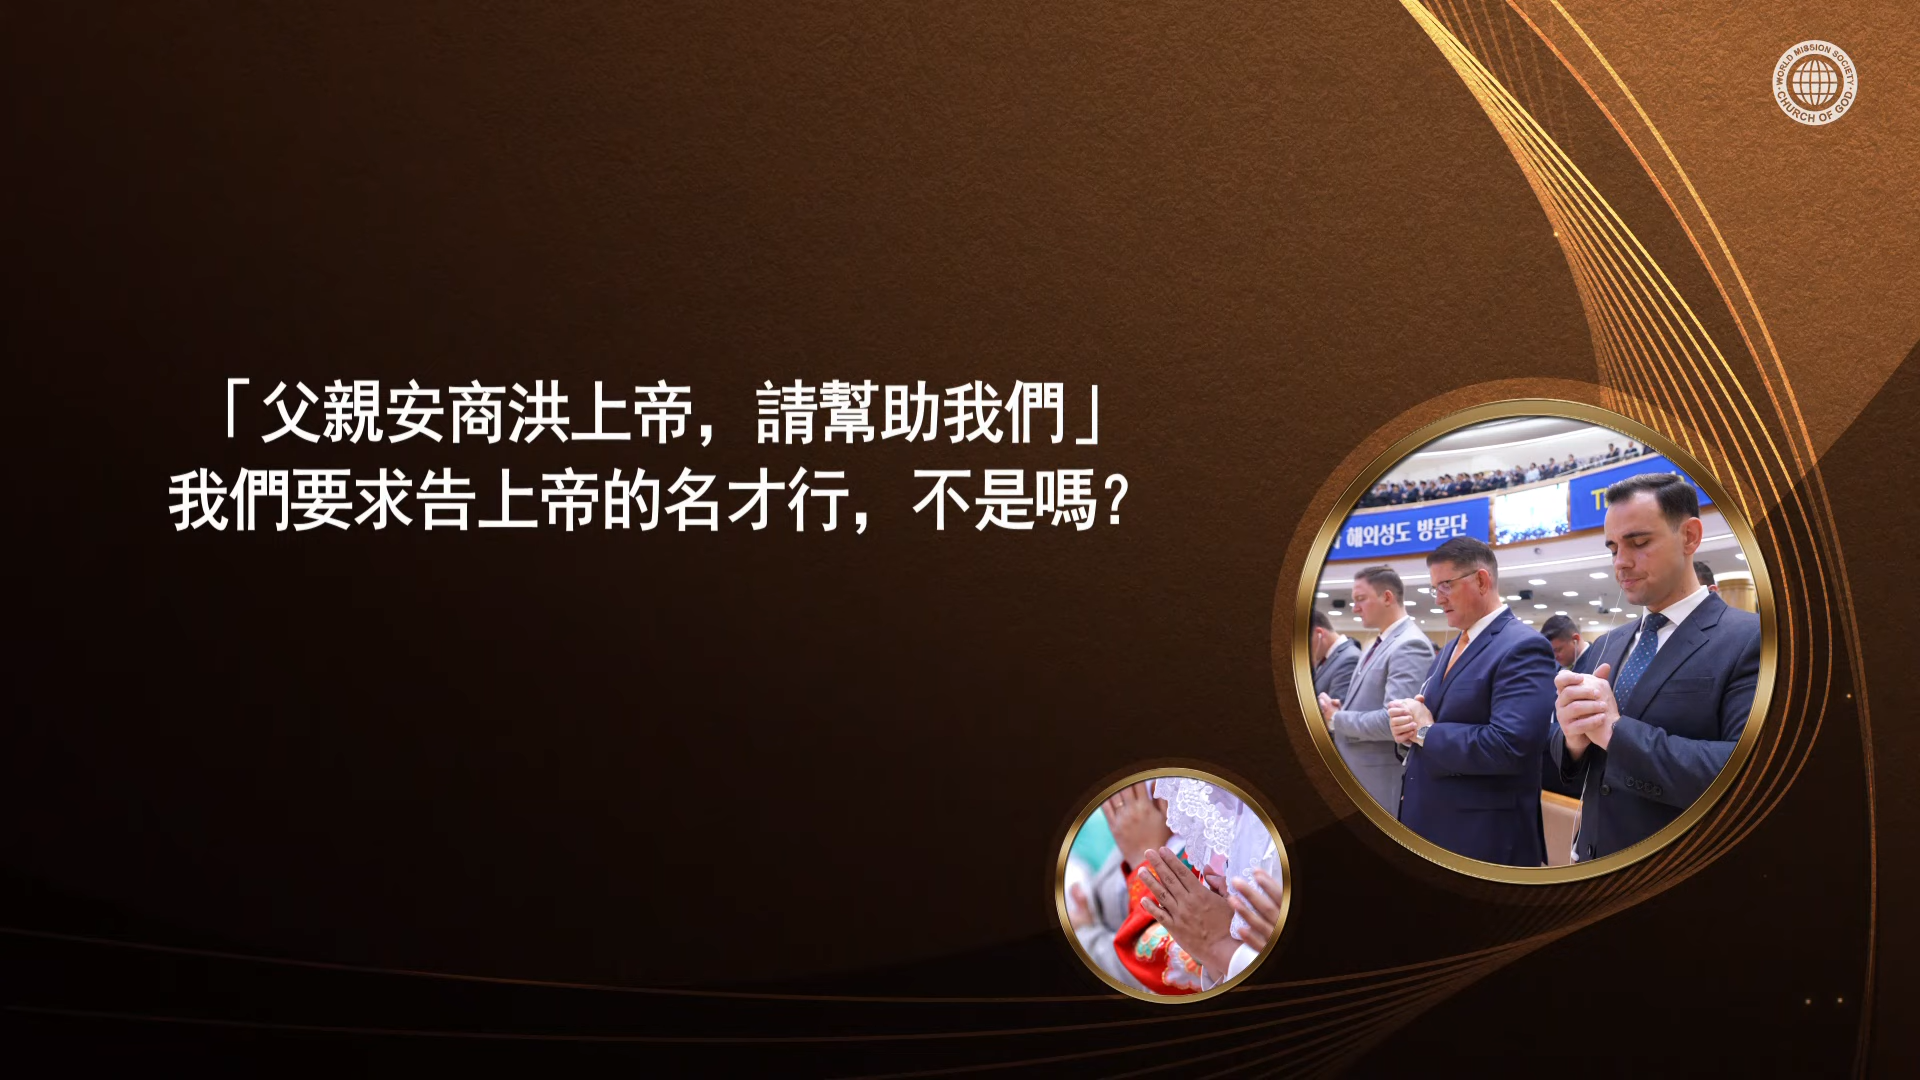 WORLD MISSION SOCIETY
CHURCH OF GOD
「父親安商洪上帝，請幫助我們」
我們要求告上帝的名才行，不是嗎？
해외성도 방문단